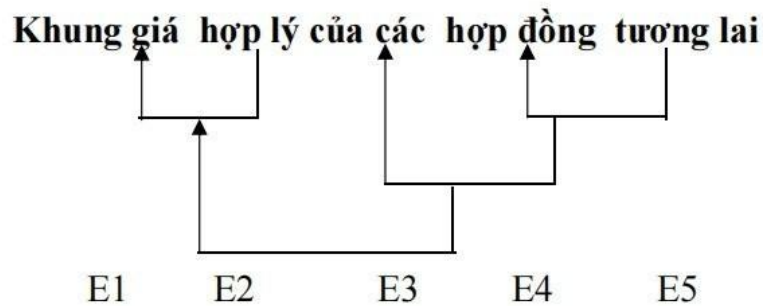 Khung giá hợp lý của các hợp đồng tương lai
E1 E2 E3 E4 E5